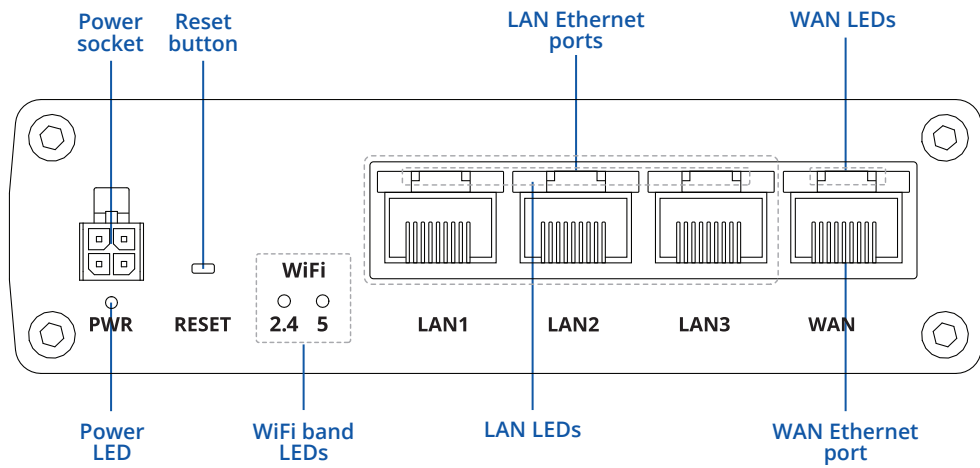 Power
socket
Reset
button
LAN Ethernet
ports
WAN LEDs
WiFi
2.4 5
PWR
RESET
LAN1
LAN2
LAN3
WAN
Power
LED
WiFi band
LEDs
LAN LEDs
WAN Ethernet
port